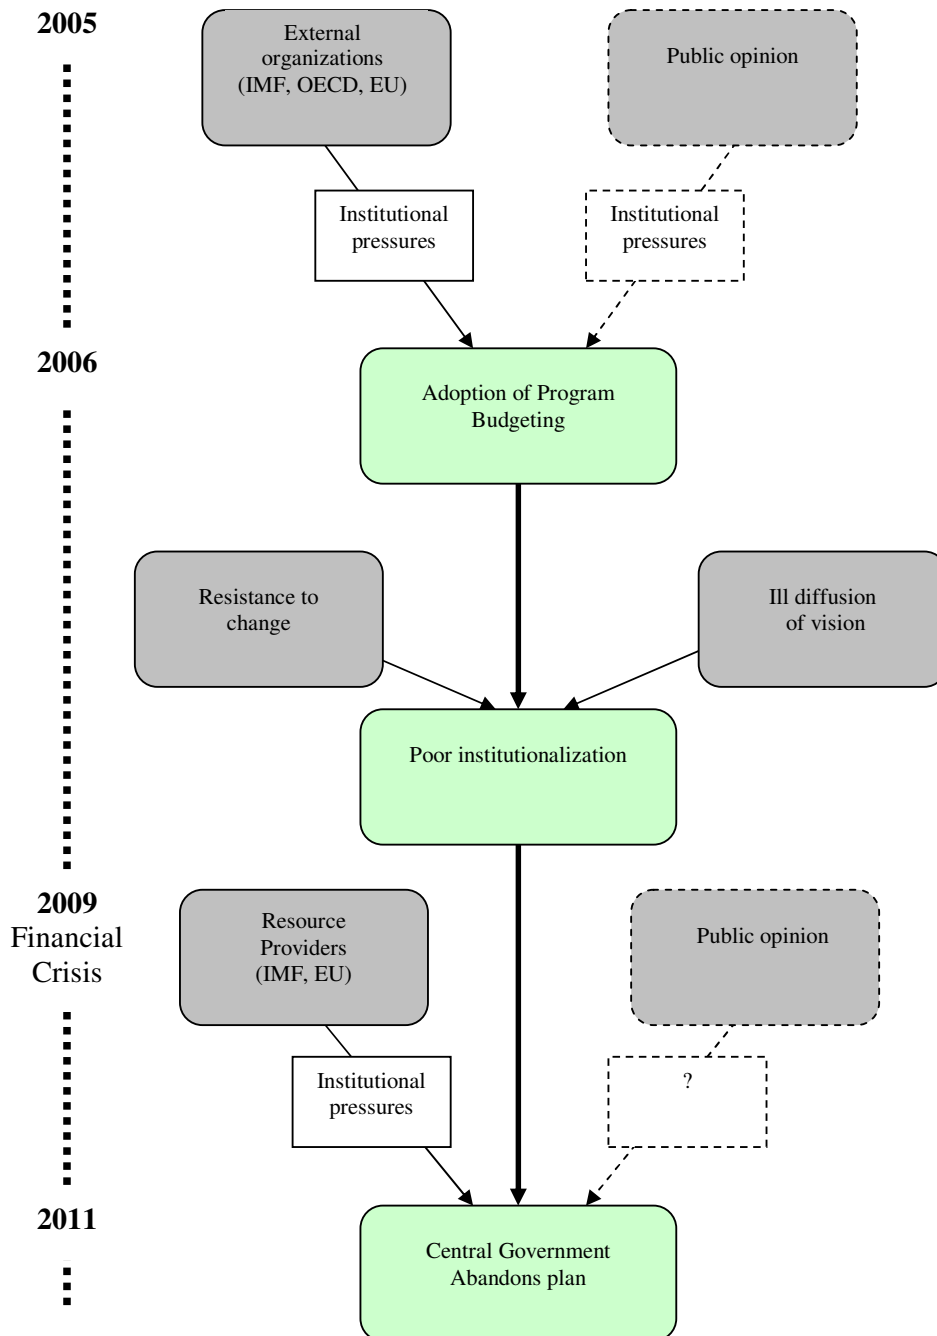 2005
External
organizations
(IMF, OECD, EU)
Public opinion
Institutional
pressures
Institutional
pressures
2006
Adoption of Program
Budgeting
Resistance to
change
Ill diffusion
of vision
Poor institutionalization
2009
Financial
Crisis
Resource
Providers
(IMF, EU)
Public opinion
Institutional
pressures
?
2011
Central Government
Abandons plan